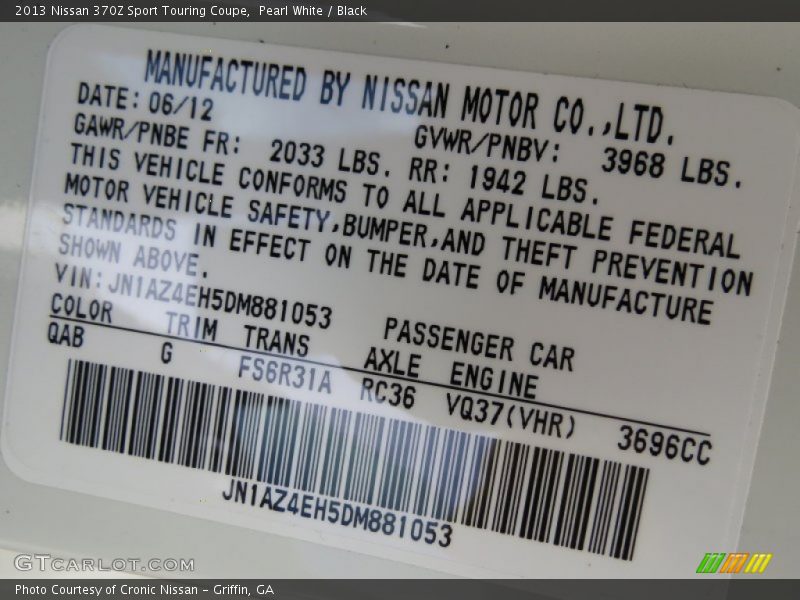 2013 Nissan 370Z Sport Touring Coupe,  Pearl White / Black
MANUFACTURED BY NISSAN MOTOR CO.,LTD.
DATE: 06/12 GVWR/PNBV: 3968 LBS.
GAWR/PNBE FR: 2033 LBS. RR: 1942 LBS.
THIS VEHICLE CONFORMS TO ALL APPLICABLE FEDERAL
MOTOR VEHICLE SAFETY,BUMPER,AND THEFT PREVENTION
STANDARDS IN EFFECT ON THE DATE OF MANUFACTURE
SHOWN ABOVE.
VIN:JN1AZ4EH5DM881053 PASSENGER CAR
COLOR TRIM TRANS AXLE ENGINE
QAB G FS6R31A RC36 VQ37(VHR) 3696CC
JN1AZ4EH5DM881053
GTCARLOT.COM
Photo Courtesy of Cronic Nissan – Griffin, GA